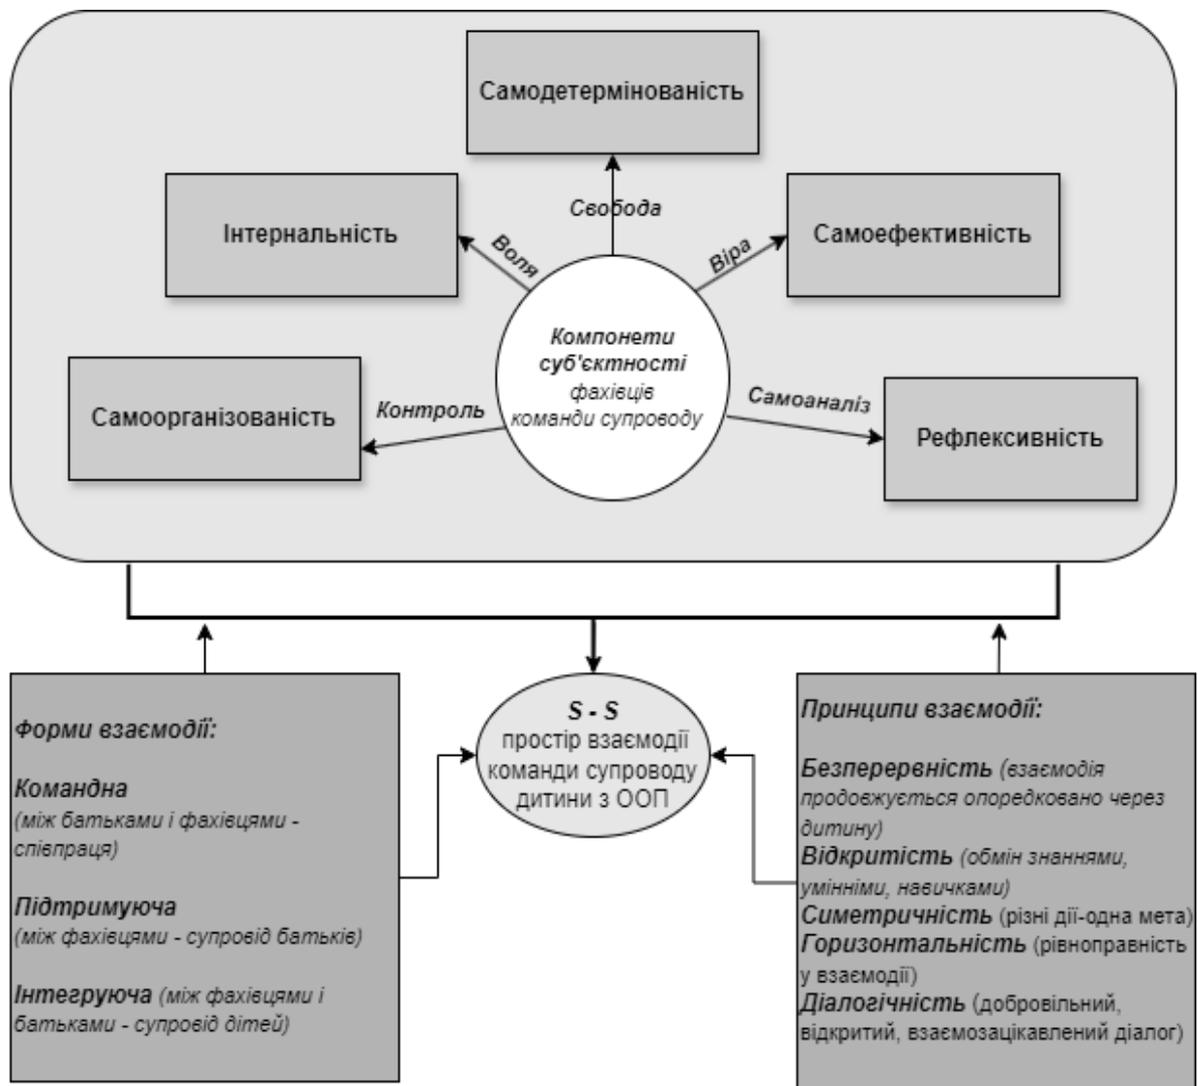 Самодетермінованість
Свобода
Інтернальність
Воля
Віра
Самоефективність
Компонети
суб'єктності
фахівців
команди супроводу
Самоорганізованість
Контроль
Самоаналіз
Рефлексивність
Форми взаємодії:
Командна
(між батьками і фахівцями -
співпраця)
Підтримуюча
(між фахівцями - супровід батьків)
Інтегруюча (між фахівцями і
батьками - супровід дітей)
S - S
простір взаємодії
команди супроводу
дитини з ООП
Принципи взаємодії:
Безперервність (взаємодія
продовжується опоредковано через
дитину)
Відкритість (обмін знаннями,
умінніми, навичками)
Симетричність (різні дії-одна мета)
Горизонтальність (рівноправність
у взаємодії)
Діалогічність (добровільний,
відкритий, взаємозацікавлений діалог)